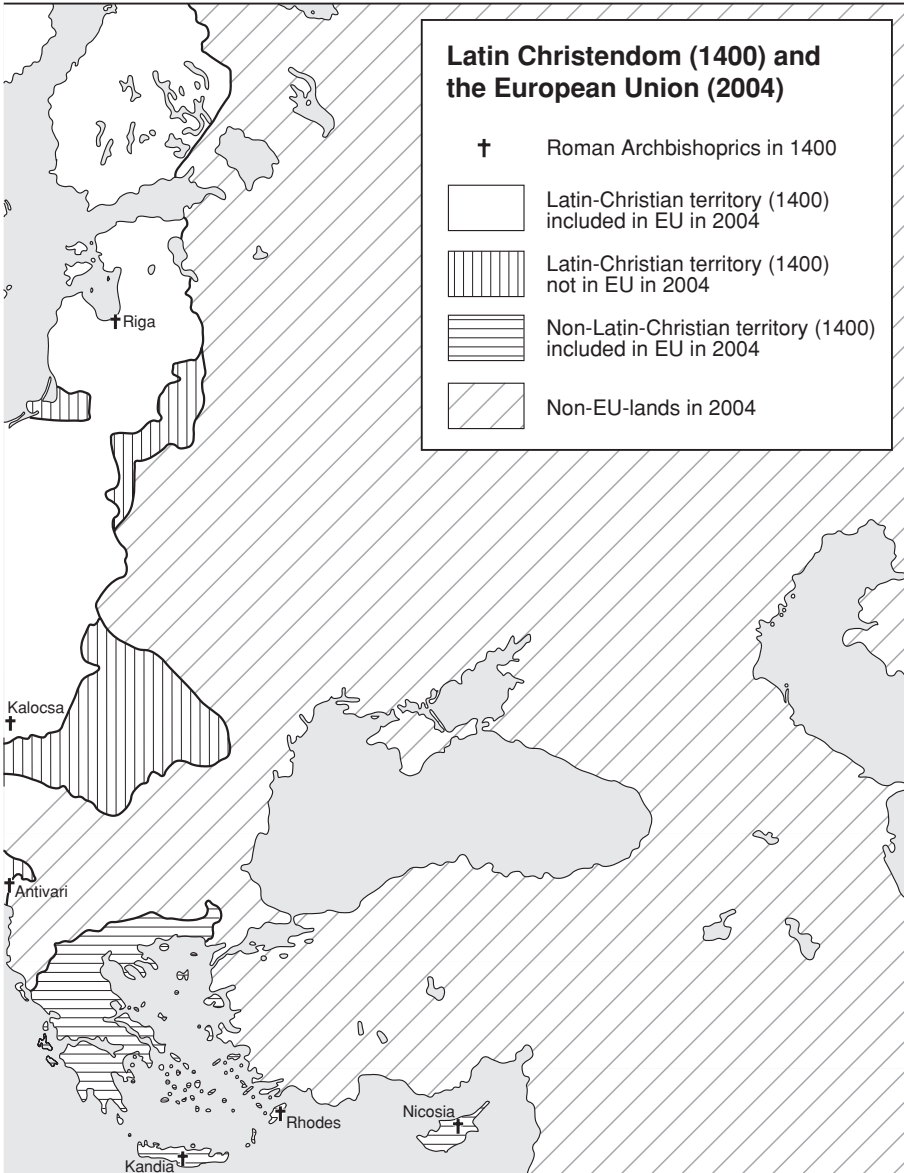 Latin Christendom (1400) and
the European Union (2004)
Roman Archbishoprics in 1400
Latin-Christian territory (1400)
included in EU in 2004
Latin-Christian territory (1400)
not in EU in 2004
Non-Latin-Christian territory (1400)
included in EU in 2004
Non-EU-lands in 2004
Riga
Kalocsa
Antivari
Rhodes
Nicosia
Kandia